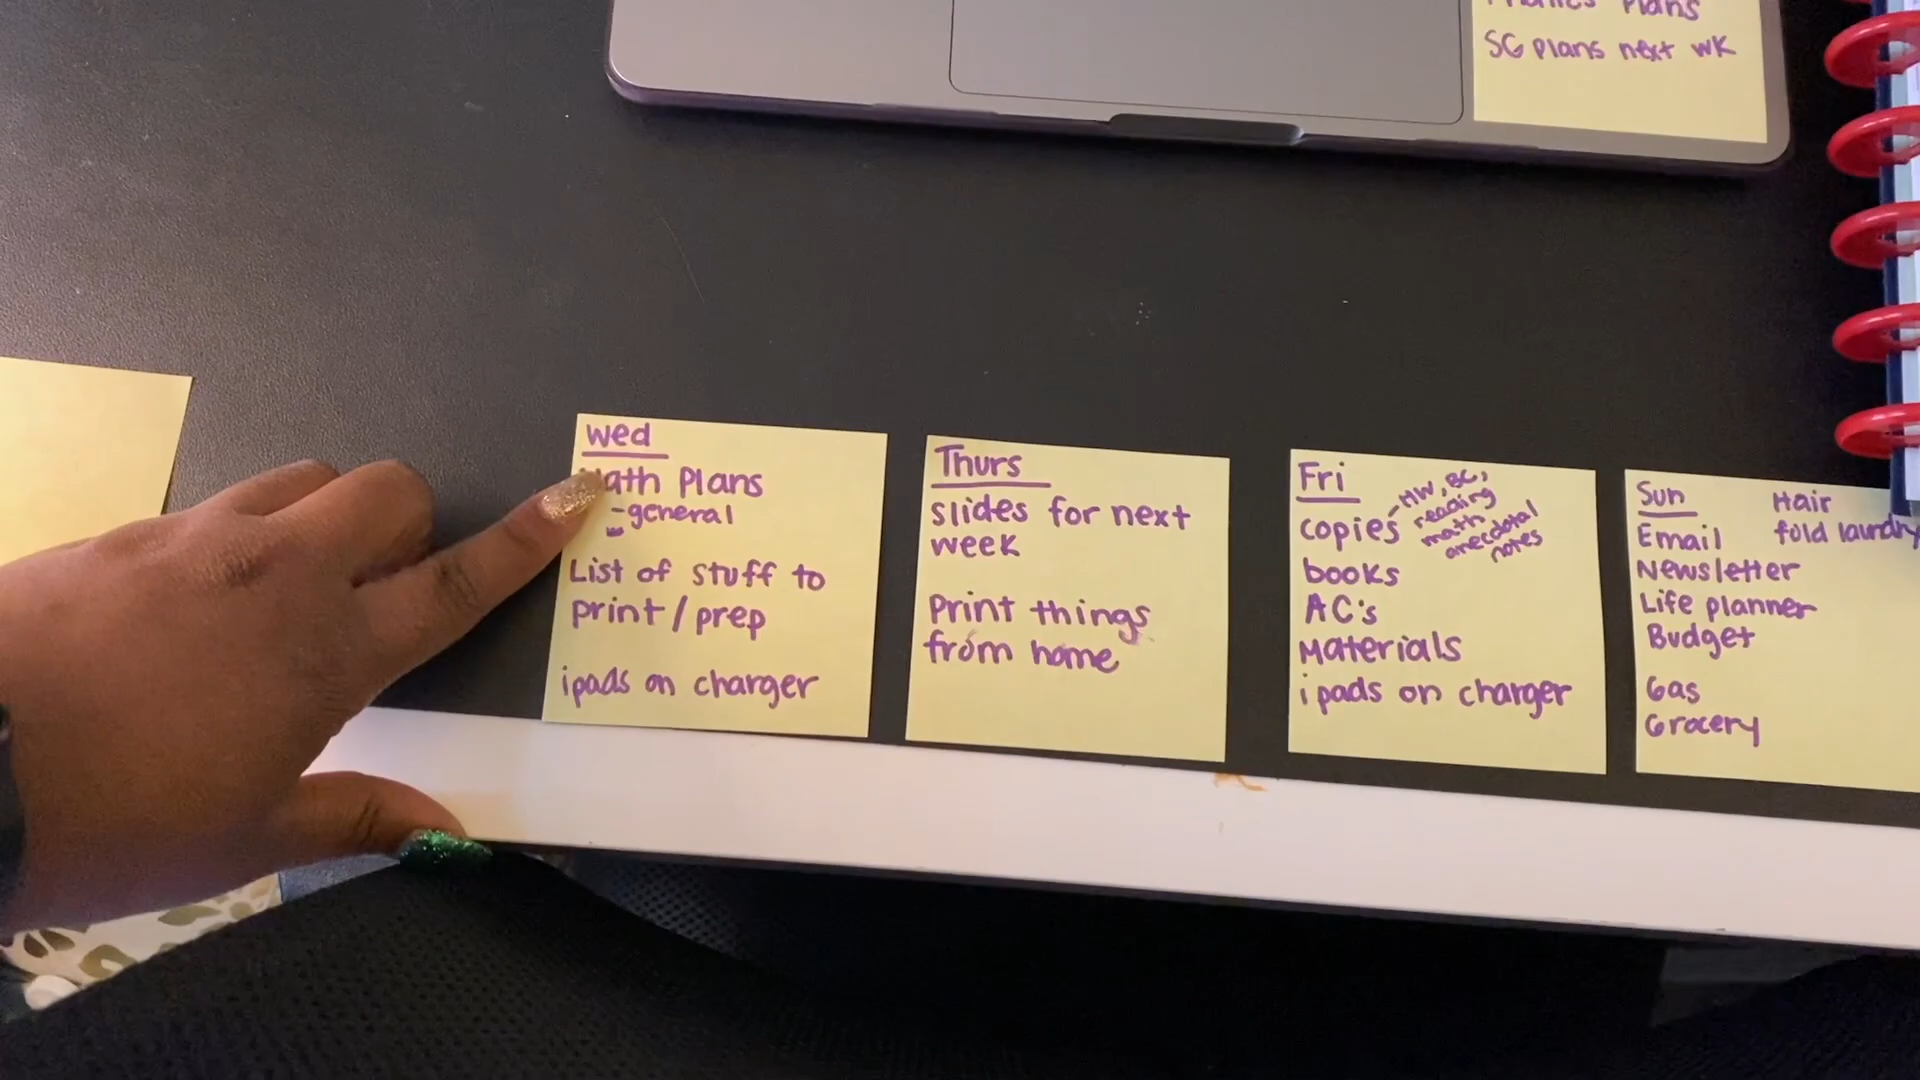 Plans
SG plans next wk
Wed
Math Plans
-general
List of stuff to
print/prep
ipads on charger
Thurs
slides for next
week
Print things
from home
Fri
copies
-HW, BC,
reading
math
anecdotal
notes
books
AC's
Materials
ipads on charger
Sun
Email
Newsletter
Life planner
Budget
Gas
Grocery
Hair
fold laundry